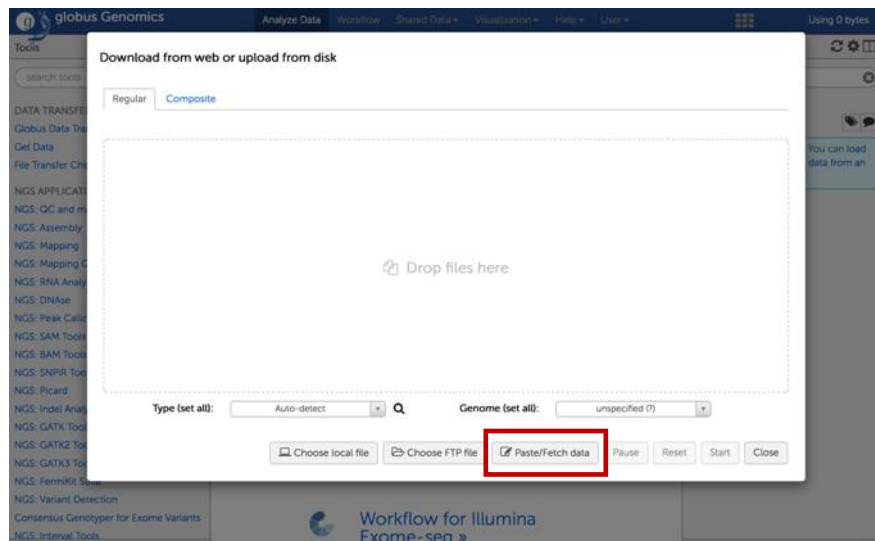 globus Genomics
Analyze Data Workflow Shared Data Visualization Help User
Using 0 bytes
Tools
search tools
DATA TRANSFE
Globus Data Tra
Get Data
File Transfer Che
NGS APPLICATI
NGS: QC and m
NGS: Assembly
NGS: Mapping
NGS: Mapping G
NGS: RNA Analy
NGS: DNAse
NGS: Peak Calle
NGS: SAM Tools
NGS: BAM Tools
NGS: SNPiR Too
NGS: Picard
NGS: Indel Analy
NGS: GATK Tool
NGS: GATK2 Too
NGS: GATK3 Too
NGS: FermiKit Suite
NGS: Variant Detection
Consensus Genotyper for Exome Variants
NGS: Interval Tools
Download from web or upload from disk
Regular Composite
Drop files here
Type (set all): Auto-detect Genome (set all): unspecified (?)
Choose local file Choose FTP file Paste/Fetch data Pause Reset Start Close
You can load
data from an
Workflow for Illumina
Exome-seq »